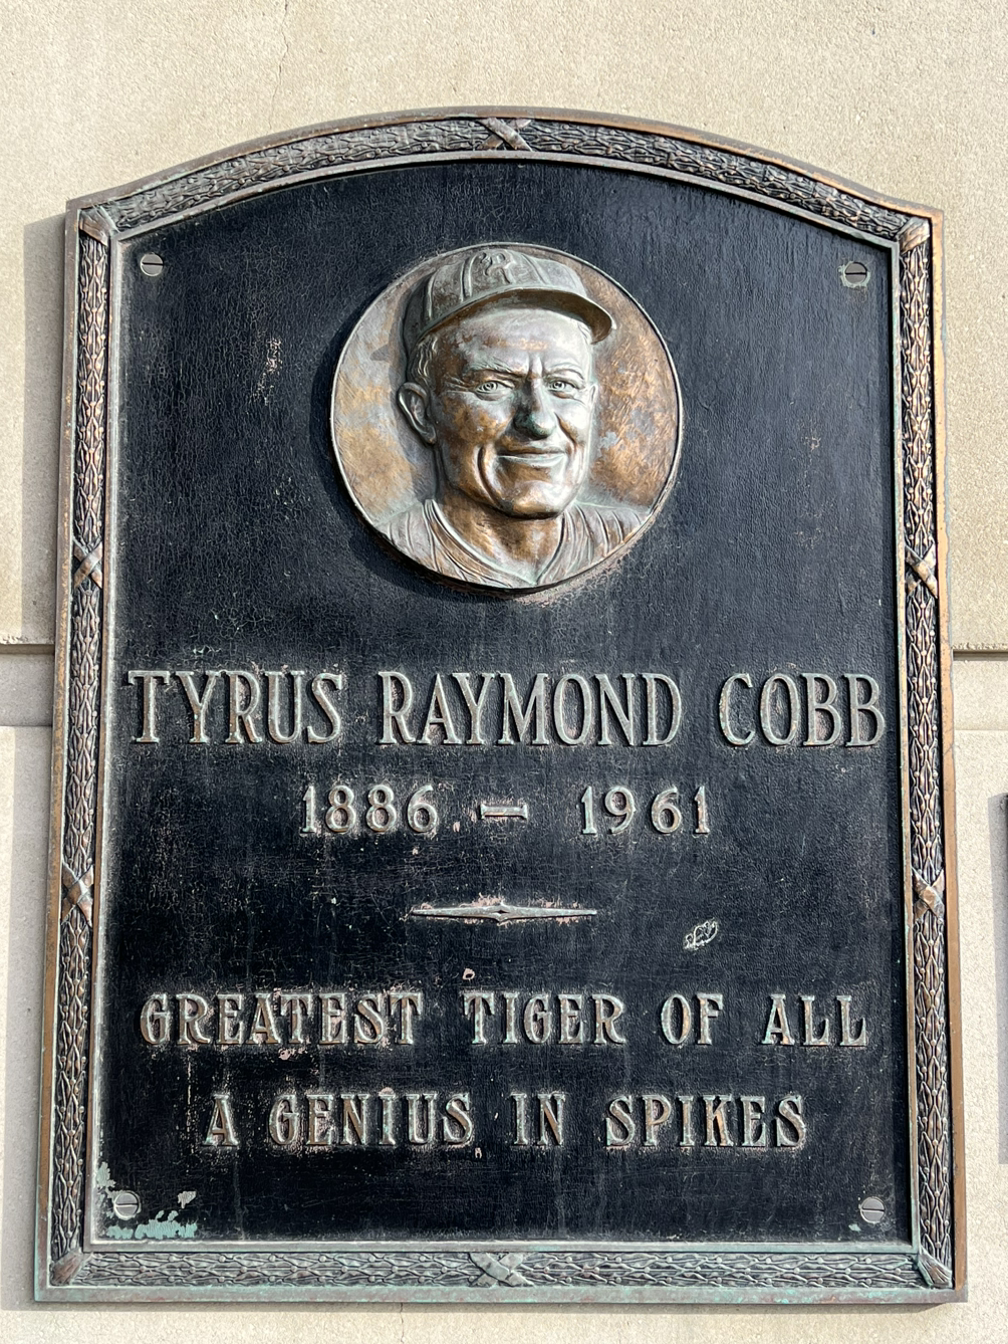 TYRUS RAYMOND COBB
1886 — 1961
GREATEST TIGER OF ALL
A GENIUS IN SPIKES